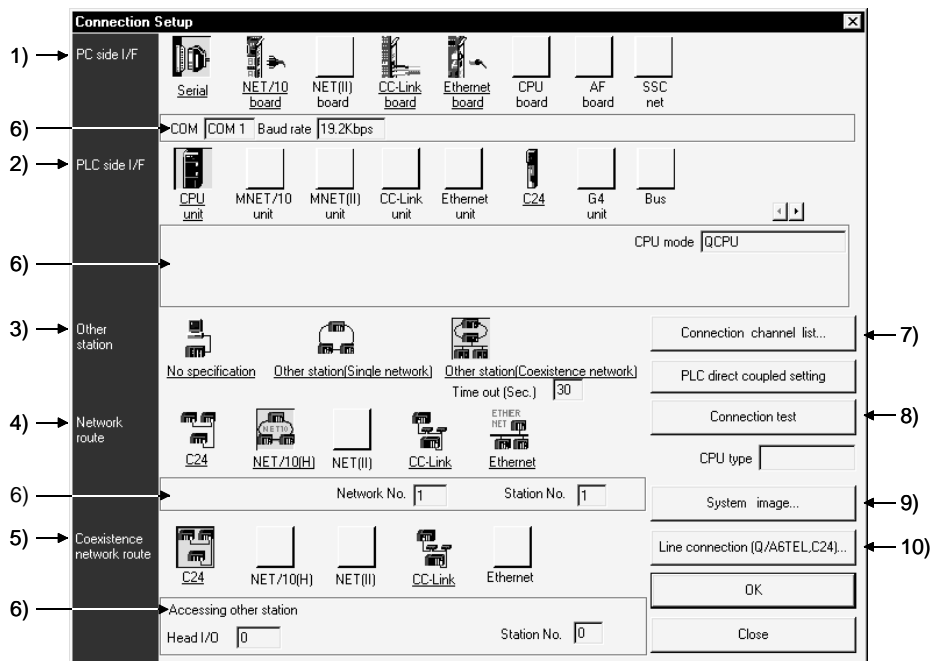 Connection Setup
1)
PC side I/F
Serial
NET/10
board
NET(II)
board
CC-Link
board
Ethernet
board
CPU
board
AF
board
SSC
net
6)
COM COM 1 Baud rate 19.2Kbps
2)
PLC side I/F
CPU
unit
MNET/10
unit
MNET(II)
unit
CC-Link
unit
Ethernet
unit
C24
G4
unit
Bus
CPU mode QCPU
6)
3)
Other
station
No specification
Other station(Single network)
Other station(Coexistence network)
Time out (Sec.) 30
Connection channel list...
7)
PLC direct coupled setting
4)
Network
route
C24
NET10
NET/10(H)
NET(II)
CC-Link
ETHER
NET
Ethernet
Connection test
8)
CPU type
6)
Network No. 1 Station No. 1
System image...
9)
5)
Coexistence
network route
C24
NET/10(H)
NET(II)
CC-Link
Ethernet
Line connection (Q/A6TEL,C24)...
10)
OK
6)
Accessing other station
Head I/O 0 Station No. 0
Close